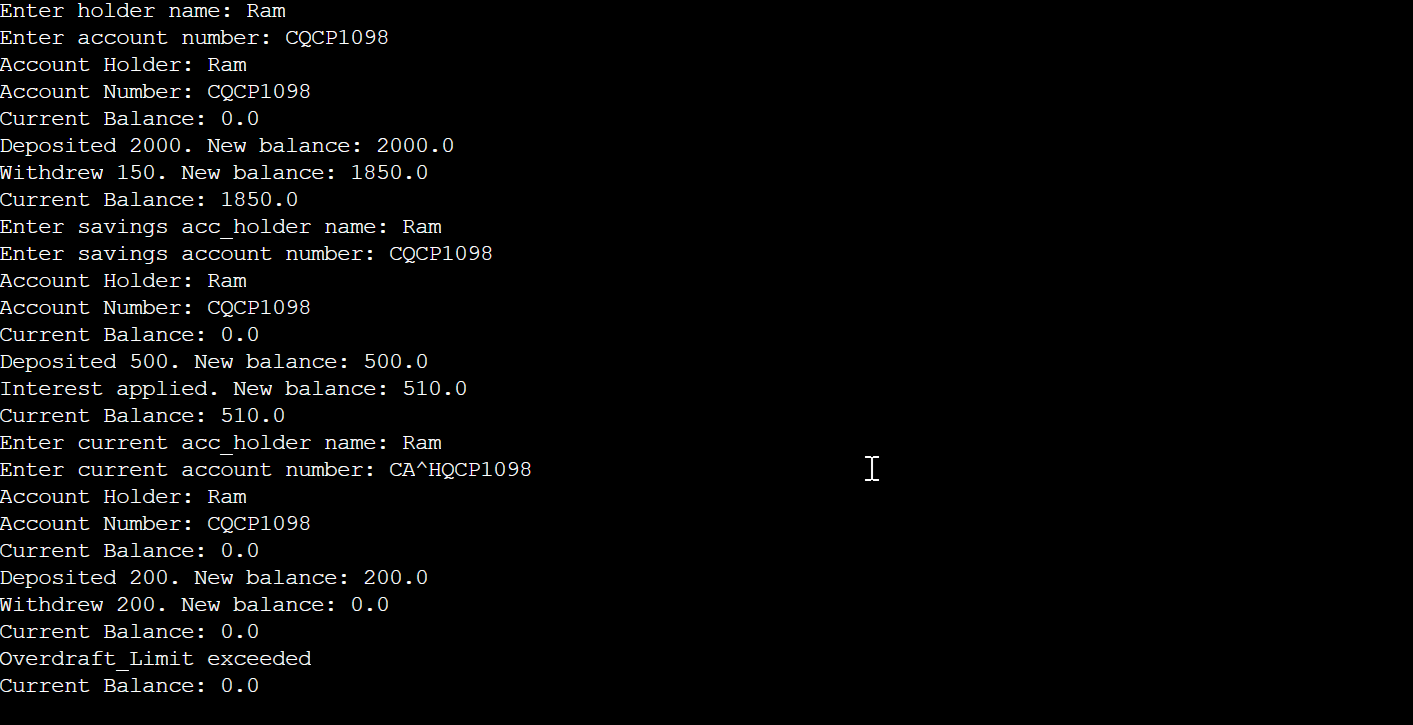 Enter holder name: Ram
Enter account number: CQCP1098
Account Holder: Ram
Account Number: CQCP1098
Current Balance: 0.0
Deposited 2000. New balance: 2000.0
Withdrew 150. New balance: 1850.0
Current Balance: 1850.0
Enter savings acc_holder name: Ram
Enter savings account number: CQCP1098
Account Holder: Ram
Account Number: CQCP1098
Current Balance: 0.0
Deposited 500. New balance: 500.0
Interest applied. New balance: 510.0
Current Balance: 510.0
Enter current acc_holder name: Ram
Enter current account number: CA^HQCP1098
Account Holder: Ram
Account Number: CQCP1098
Current Balance: 0.0
Deposited 200. New balance: 200.0
Withdrew 200. New balance: 0.0
Current Balance: 0.0
Overdraft_Limit exceeded
Current Balance: 0.0